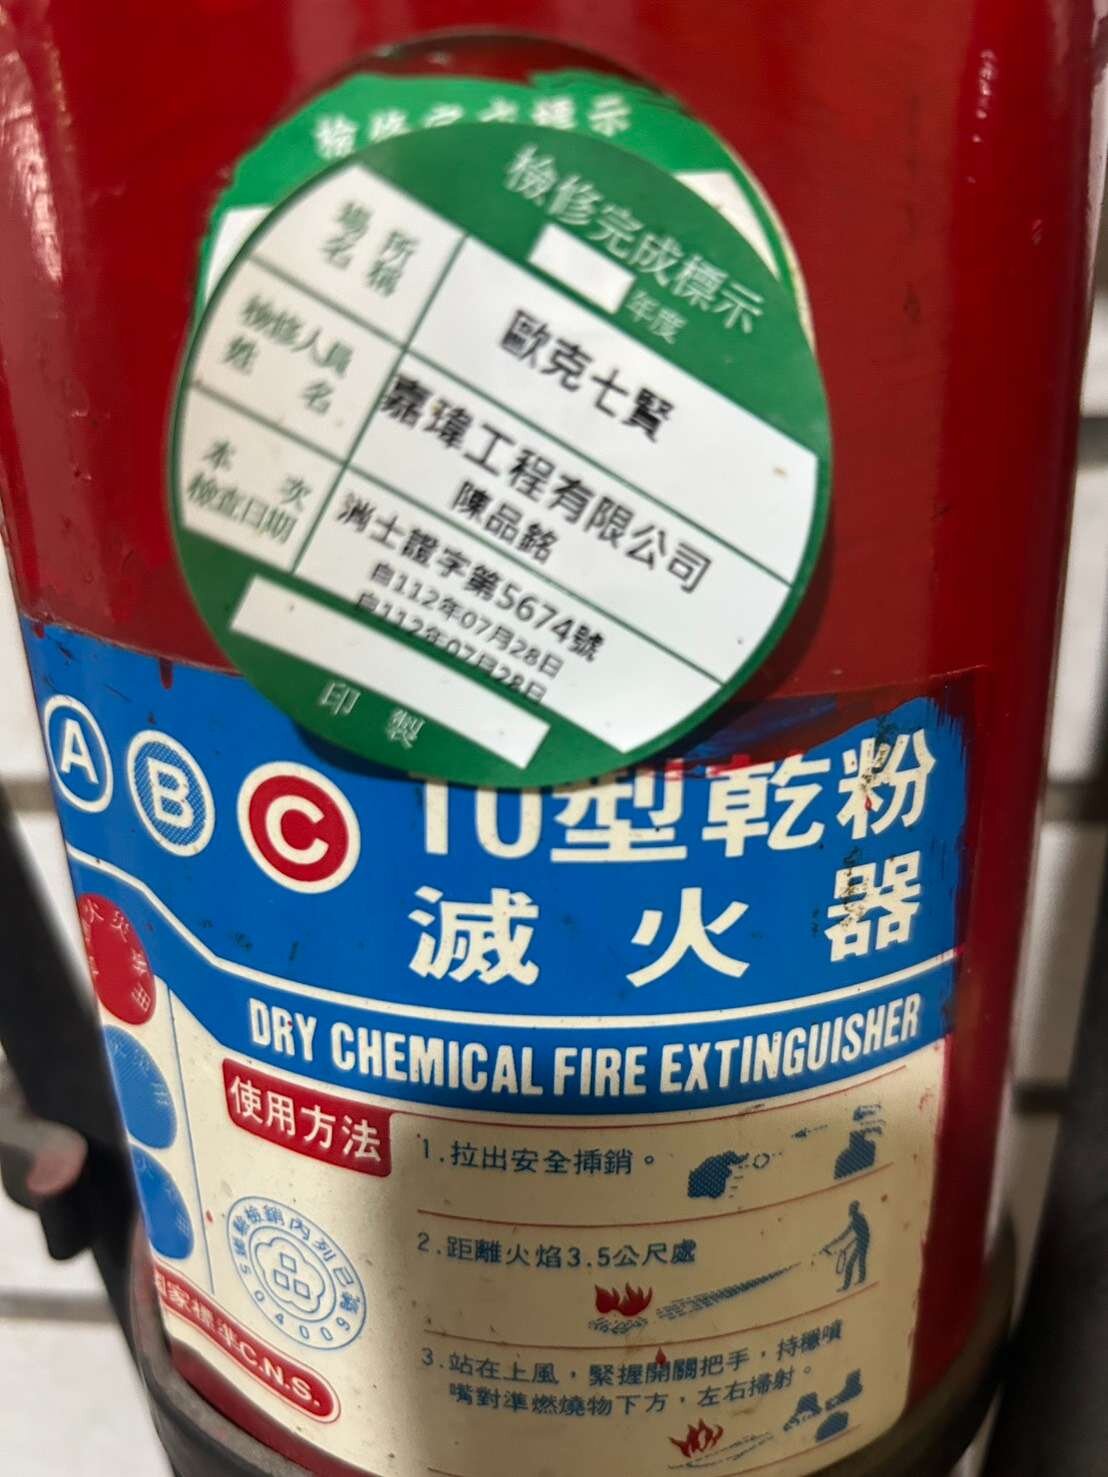 檢修完成標示
檢修完成標示
年度
場所名稱
歐克七賢
檢修人員姓名
嘉瑋工程有限公司
陳品銘
消士證字第5674號
本次檢查日期
自112年07月28日
自112年07月28日
印製
A B C 10型乾粉
滅火器
DRY CHEMICAL FIRE EXTINGUISHER
使用方法
1.拉出安全插銷。
2.距離火焰3.5公尺處
3.站在上風,緊握開關把手,持穩噴
嘴對準燃燒物下方,左右掃射。
國家標準C.N.S.